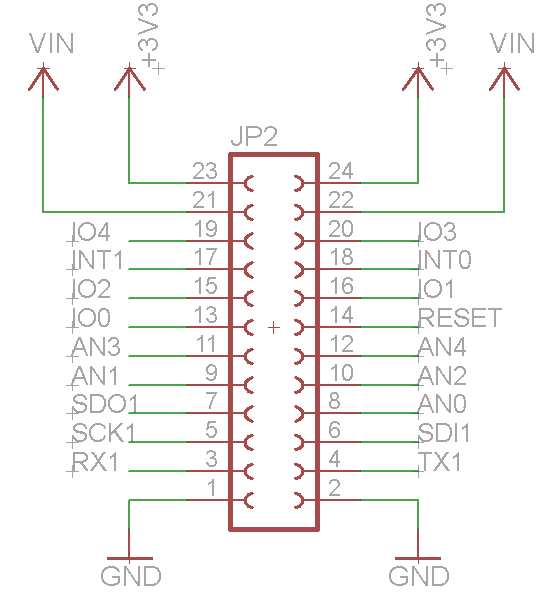 VIN +3V3 +3V3 VIN
JP2
23 24
21 22
IO4 19 20 IO3
INT1 17 18 INT0
IO2 15 16 IO1
IO0 13 14 RESET
AN3 11 12 AN4
AN1 9 10 AN2
SDO1 7 8 AN0
SCK1 5 6 SDI1
RX1 3 4 TX1
1 2
GND GND